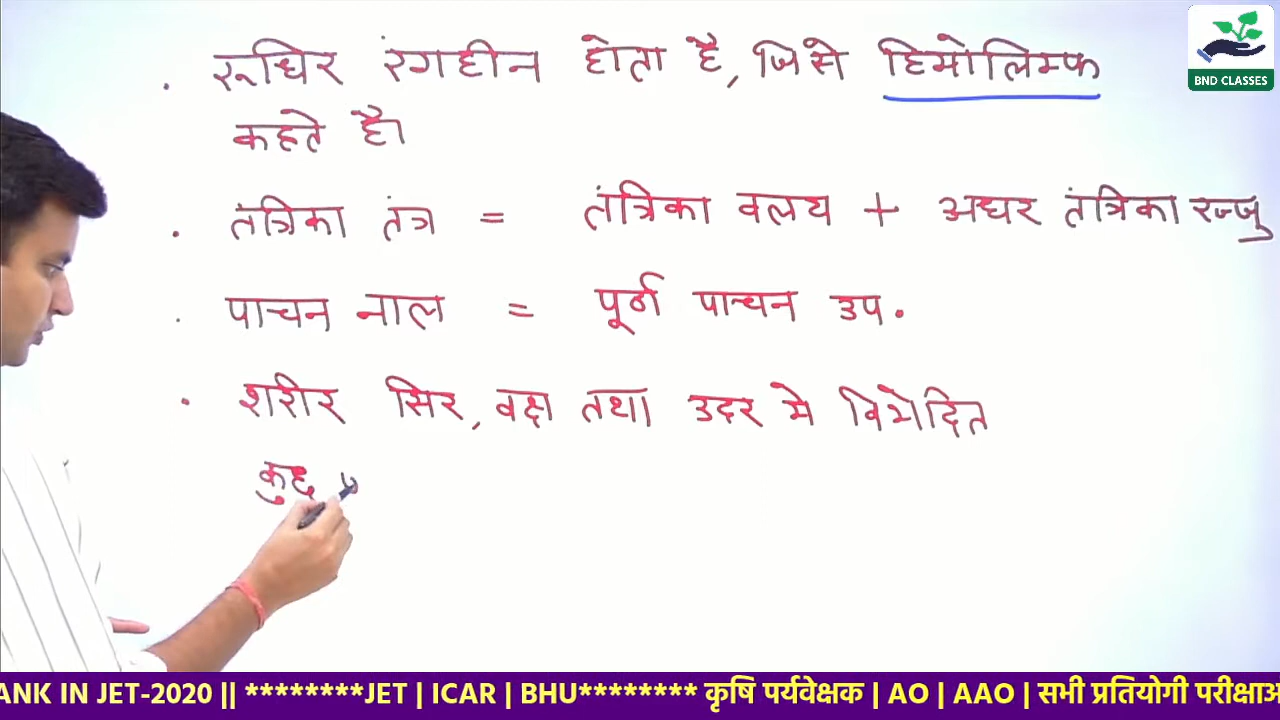 रूधिर रंगहीन होता है, जिसे हिमोलिम्फ
कहते है।
तंत्रिका तंत्र = तंत्रिका वलय + अधर तंत्रिका रज्जु
पाचन नाल = पूर्ण पाचन उप.
शरीर सिर, वक्ष तथा उदर मे विभेदित
कुछ
BND CLASSES
ANK IN JET-2020 || ********JET | ICAR | BHU******** कृषि पर्यवेक्षक | AO | AAO | सभी प्रतियोगी परीक्षाअ